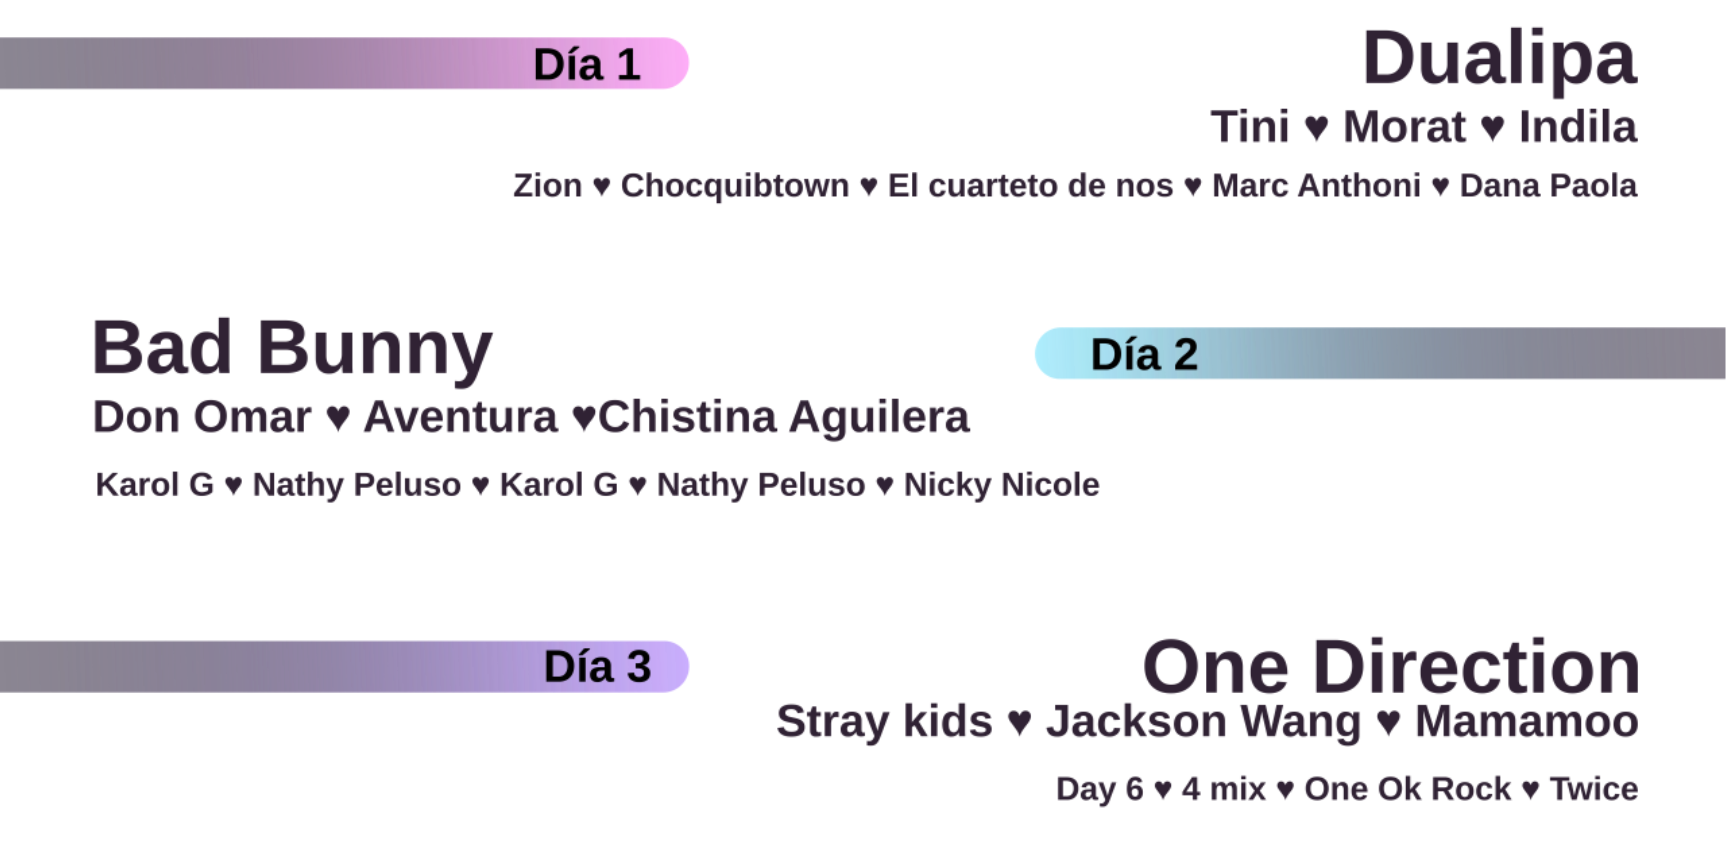 Día 1
Dualipa
Tini ♥ Morat ♥ Indila
Zion ♥ Chocquibtown ♥ El cuarteto de nos ♥ Marc Anthoni ♥ Dana Paola
Bad Bunny
Día 2
Don Omar ♥ Aventura ♥Chistina Aguilera
Karol G ♥ Nathy Peluso ♥ Karol G ♥ Nathy Peluso ♥ Nicky Nicole
Día 3
One Direction
Stray kids ♥ Jackson Wang ♥ Mamamoo
Day 6 ♥ 4 mix ♥ One Ok Rock ♥ Twice